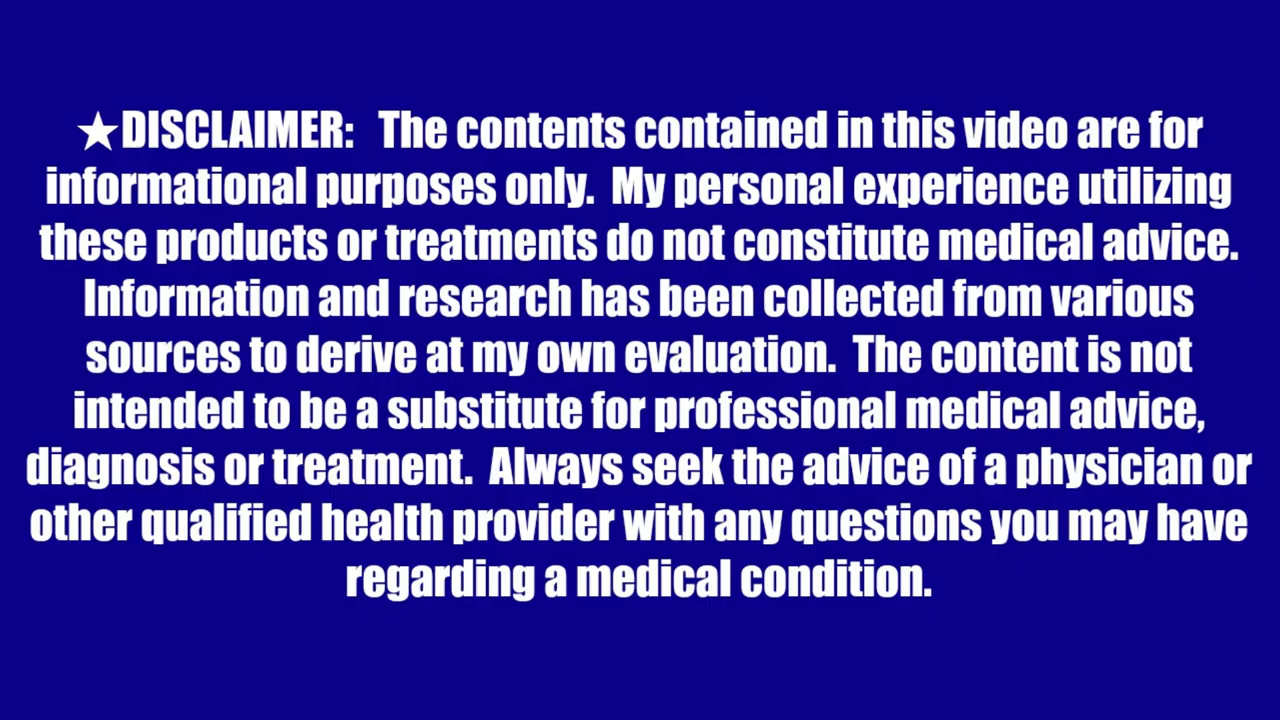 ★DISCLAIMER:   The contents contained in this video are for
informational purposes only.  My personal experience utilizing
these products or treatments do not constitute medical advice.
Information and research has been collected from various
sources to derive at my own evaluation.  The content is not
intended to be a substitute for professional medical advice,
diagnosis or treatment.  Always seek the advice of a physician or
other qualified health provider with any questions you may have
regarding a medical condition.